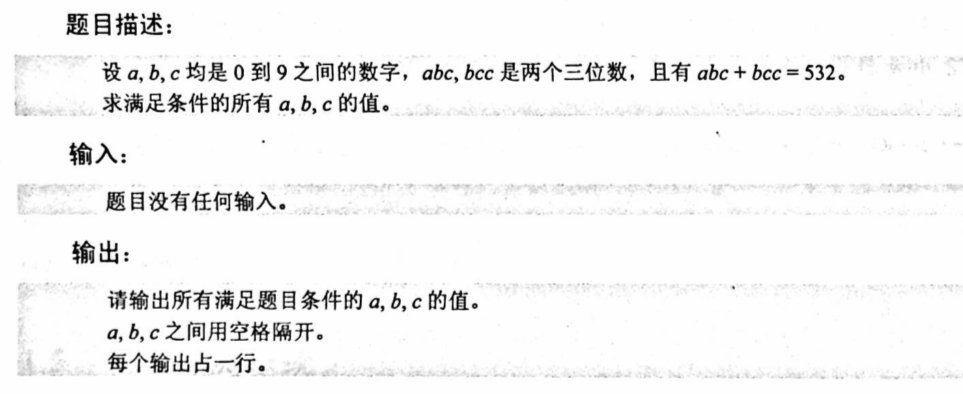 题目描述：
设 a, b, c 均是 0 到 9 之间的数字，abc, bcc 是两个三位数，且有 abc + bcc = 532。
求满足条件的所有 a, b, c 的值。
输入：
题目没有任何输入。
输出：
请输出所有满足题目条件的 a, b, c 的值。
a, b, c 之间用空格隔开。
每个输出占一行。